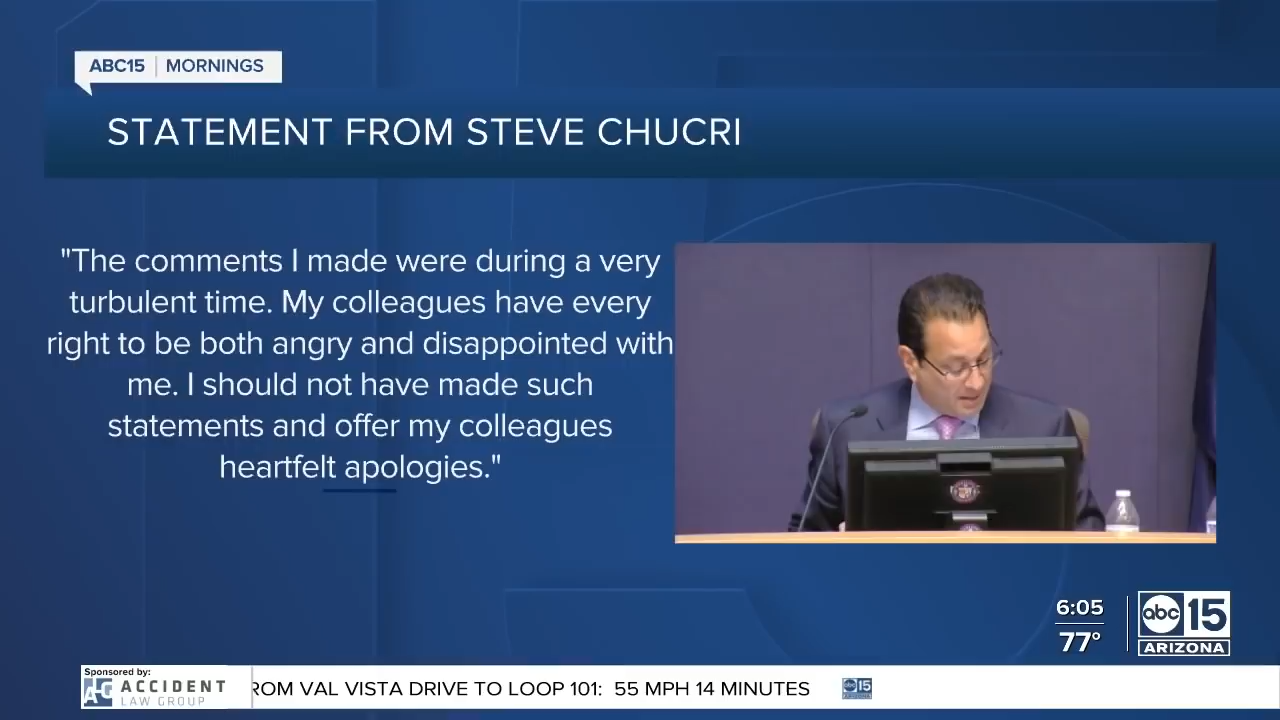 ABC15 | MORNINGS
STATEMENT FROM STEVE CHUCRI
"The comments I made were during a very
turbulent time. My colleagues have every
right to be both angry and disappointed with
me. I should not have made such
statements and offer my colleagues
heartfelt apologies."
6:05
77°
abc 15
ARIZONA
Sponsored by:
AG ACCIDENT
LAW GROUP
ROM VAL VISTA DRIVE TO LOOP 101: 55 MPH 14 MINUTES
abc 15